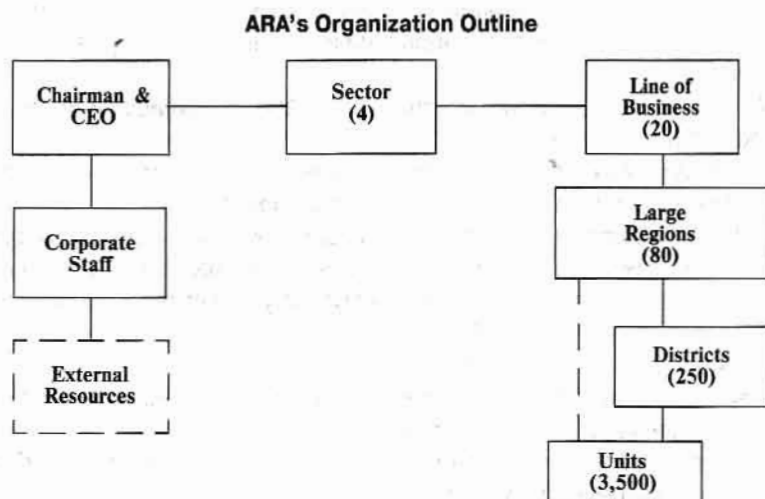 ARA's Organization Outline
Chairman &
CEO
Sector
(4)
Line of
Business
(20)
Corporate
Staff
Large
Regions
(80)
External
Resources
Districts
(250)
Units
(3,500)